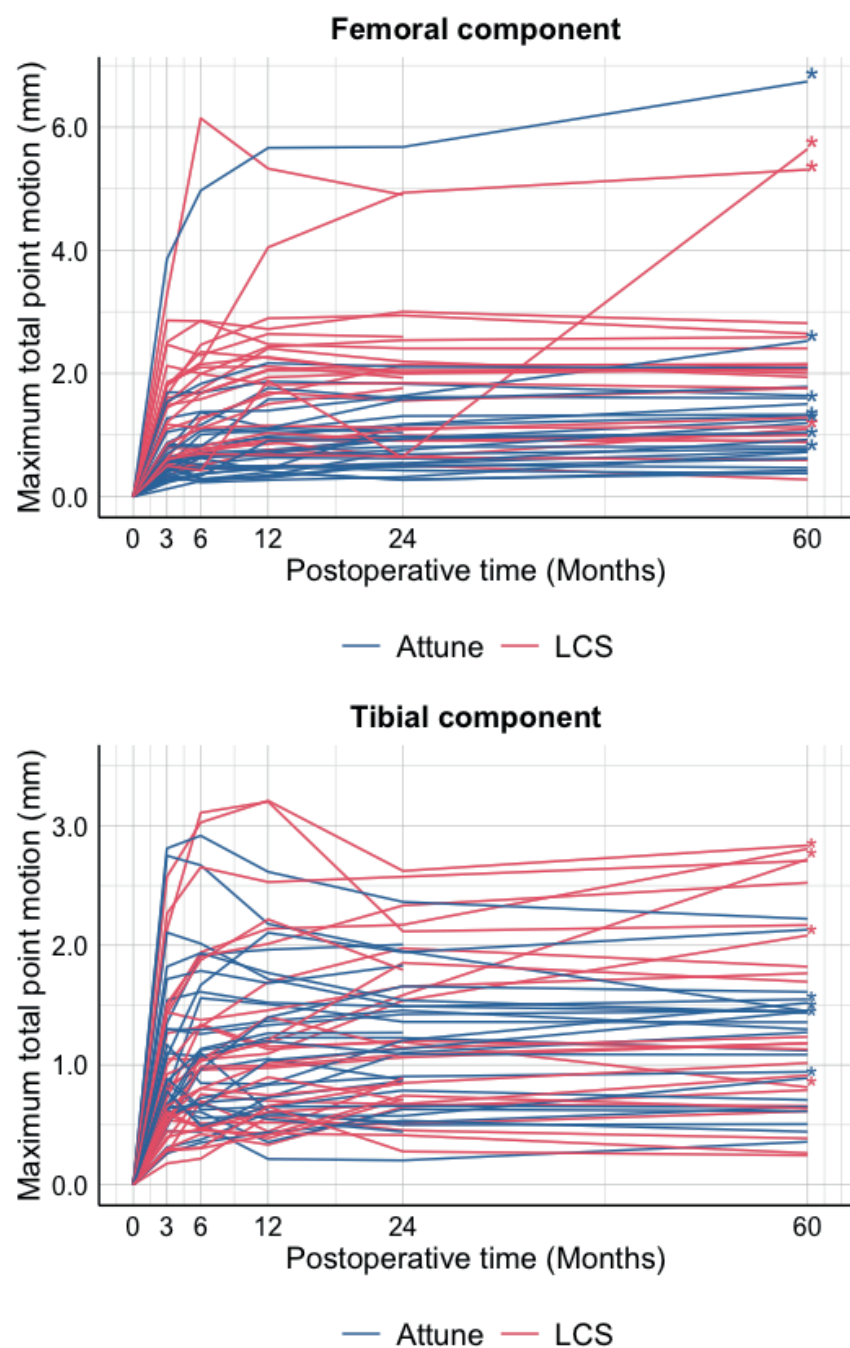 Femoral component
Maximum total point motion (mm)
6.0
4.0
2.0
0.0
0 3 6 12 24 60
Postoperative time (Months)
Attune LCS
Tibial component
Maximum total point motion (mm)
3.0
2.0
1.0
0.0
0 3 6 12 24 60
Postoperative time (Months)
Attune LCS